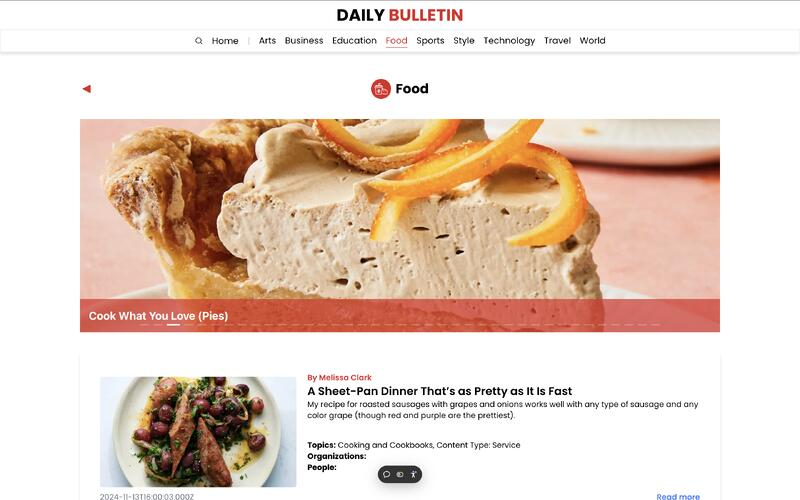 DAILY BULLETIN
Home | Arts Business Education Food Sports Style Technology Travel World
Food
Cook What You Love (Pies)
By Melissa Clark
A Sheet-Pan Dinner That’s as Pretty as It Is Fast
My recipe for roasted sausages with grapes and onions works well with any type of sausage and any
color grape (though red and purple are the prettiest).
Topics: Cooking and Cookbooks, Content Type: Service
Organizations:
People:
2024-11-13T16:00:03.000Z
Read more